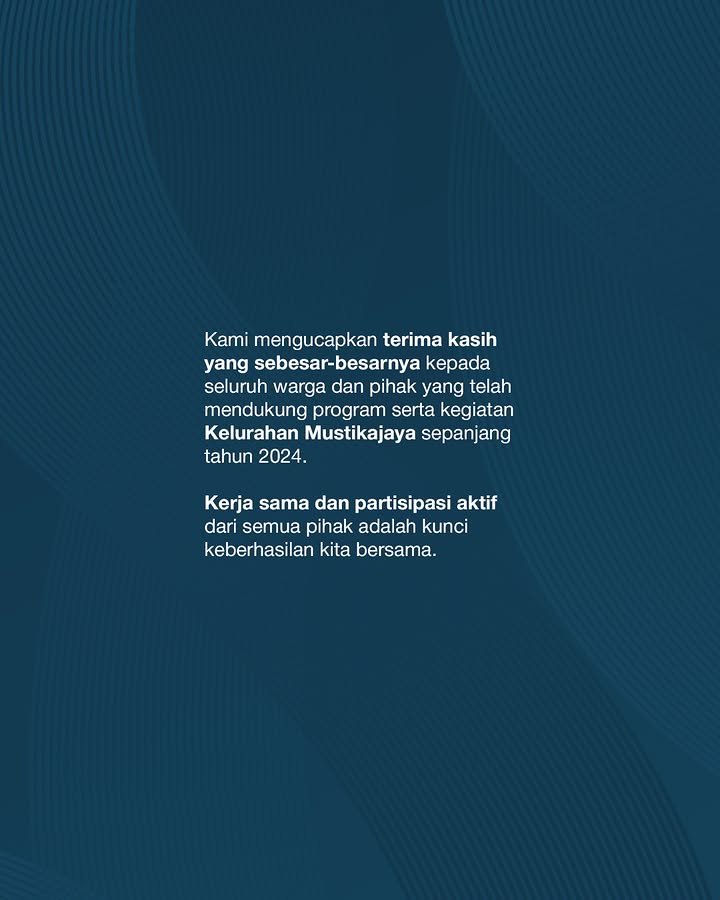 Kami mengucapkan terima kasih
yang sebesar-besarnya kepada
seluruh warga dan pihak yang telah
mendukung program serta kegiatan
Kelurahan Mustikajaya sepanjang
tahun 2024.
Kerja sama dan partisipasi aktif
dari semua pihak adalah kunci
keberhasilan kita bersama.